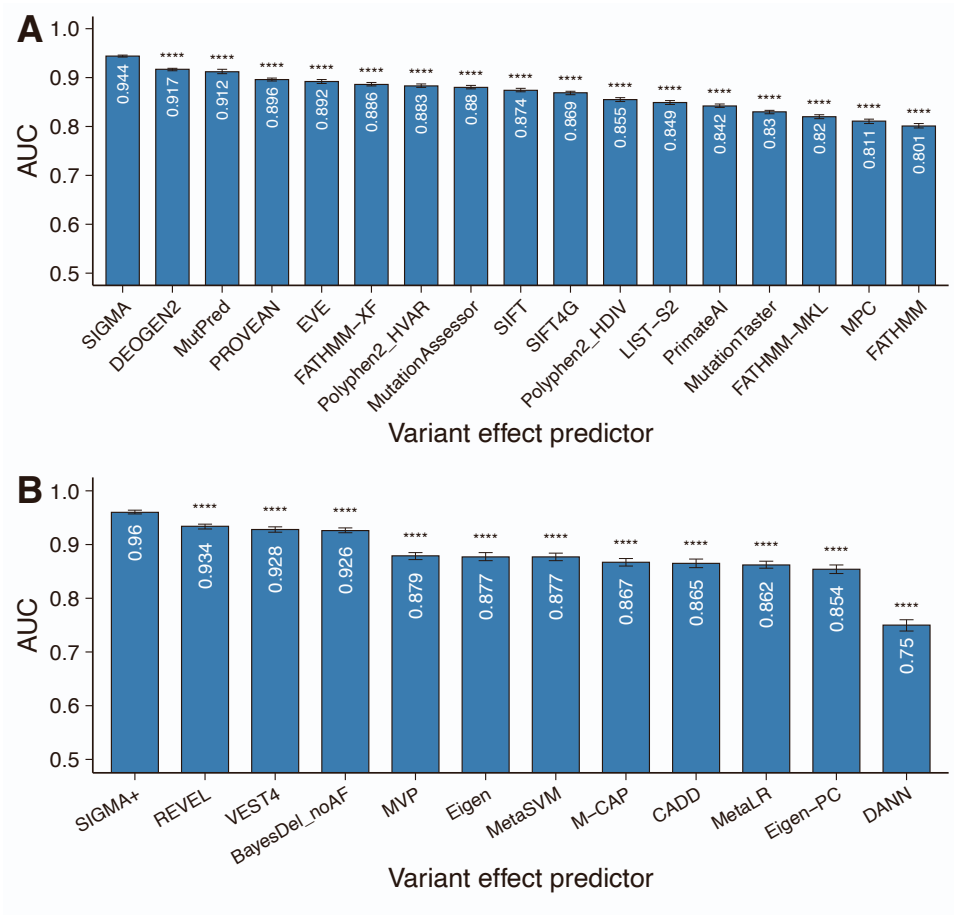 A
1.0
0.9
0.8
0.7
0.6
0.5
AUC
**** **** **** **** **** **** **** **** **** **** **** **** **** **** **** ****
0.944 0.917 0.912 0.896 0.892 0.886 0.883 0.88 0.874 0.869 0.855 0.849 0.842 0.83 0.82 0.811 0.801
SIGMA DEOGEN2 MutPred PROVEAN EVE FATHMM−XF Polyphen2_HVAR MutationAssessor SIFT SIFT4G Polyphen2_HDIV LIST−S2 PrimateAI MutationTaster FATHMM−MKL MPC FATHMM
Variant effect predictor
B
1.0
0.9
0.8
0.7
0.6
0.5
AUC
**** **** **** **** **** **** **** **** **** **** ****
0.96 0.934 0.928 0.926 0.879 0.877 0.877 0.867 0.865 0.862 0.854 0.75
SIGMA+ REVEL VEST4 BayesDel_noAF MVP Eigen MetaSVM M−CAP CADD MetaLR Eigen−PC DANN
Variant effect predictor